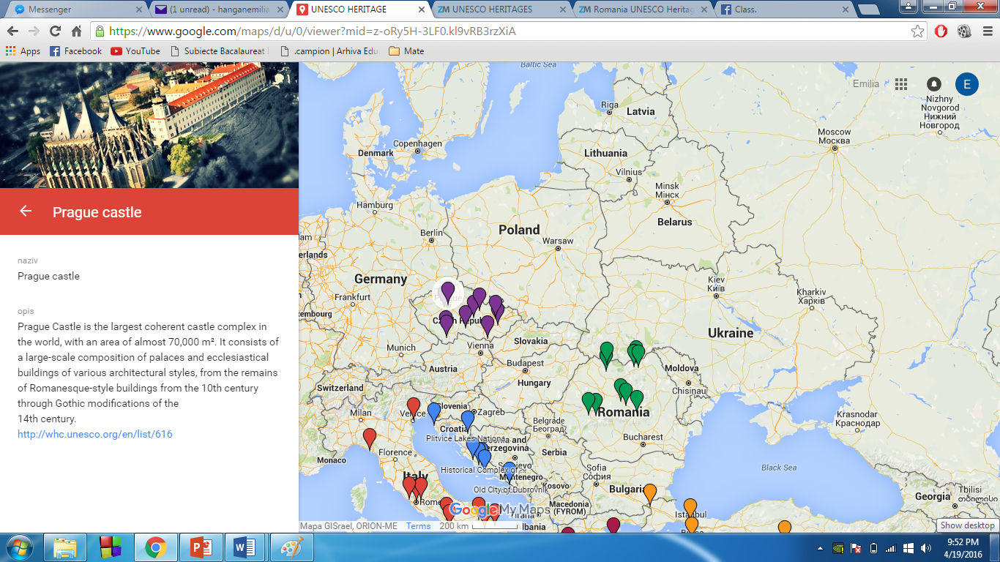 Messenger
(1 unread) - hanganemilia
UNESCO HERITAGE
UNESCO HERITAGES
Romania UNESCO Heritag
Class.
https://www.google.com/maps/d/u/0/viewer?mid=z-oRy5H-3LF0.kl9vRB3rzXiA
Apps
Facebook
YouTube
Subiecte Bacalaureat
.campion | Arhiva Edu
Mate
Prague castle
naziv
Prague castle
opis
Prague Castle is the largest coherent castle complex in
the world, with an area of almost 70,000 m². It consists of
a large-scale composition of palaces and ecclesiastical
buildings of various architectural styles, from the remains
of Romanesque-style buildings from the 10th century
through Gothic modifications of the
14th century.
http://whc.unesco.org/en/list/616
Baltic Sea
Emilia
E
Nizhny
Novgorod
Нижний
Новгород
Riga
Latvia
Moscow
Москва
Copenhagen
Denmark
Lithuania
Vilnius
Minsk
Мінск
Hamburg
Belarus
Poland
Berlin
Warsaw
erlands
Germany
Prague
Kiev
Київ
Kharkiv
Харків
Frankfurt
embourg
Czech Republic
Ukraine
Slovakia
Munich
Vienna
Budapest
Austria
Moldova
Hungary
Chisinau
Switzerland
Slovenia
Milan
Venice
Zagreb
Romania
Croatia
Belgrade
Београд
Krasnodar
Краснодар
Plitvice Lakes Nationa
Bosnia and
Herzegovina
Bucharest
Monaco
Florence
Serbia
Sarajevo
Historical Complex of
Sofia
София
Black Sea
Montenegro
Italy
Kosovo
Old City of Dubrovnik
Bulgaria
Tbilisi
თბილისი
Georgia
Rome
Macedonia
(FYROM)
Tirana
Istanbul
Google My Maps
lbania
Bursa
Mapa GISrael, ORION-ME
Terms
200 km
Show desktop
9:52 PM
4/19/2016